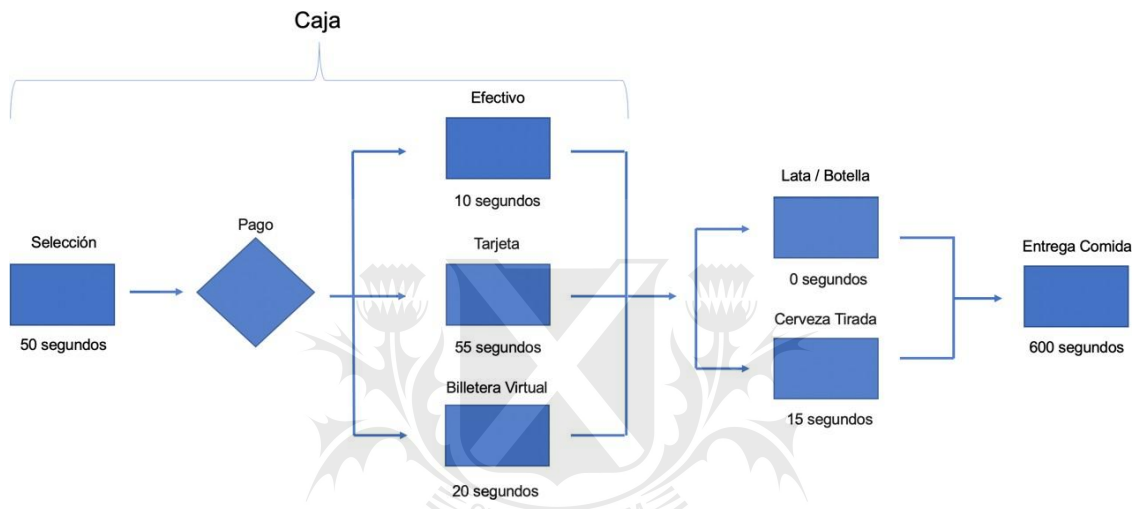 Caja
Efectivo
10 segundos
Lata / Botella
Pago
Selección
Tarjeta
Entrega Comida
0 segundos
Cerveza Tirada
50 segundos
55 segundos
600 segundos
Billetera Virtual
15 segundos
20 segundos